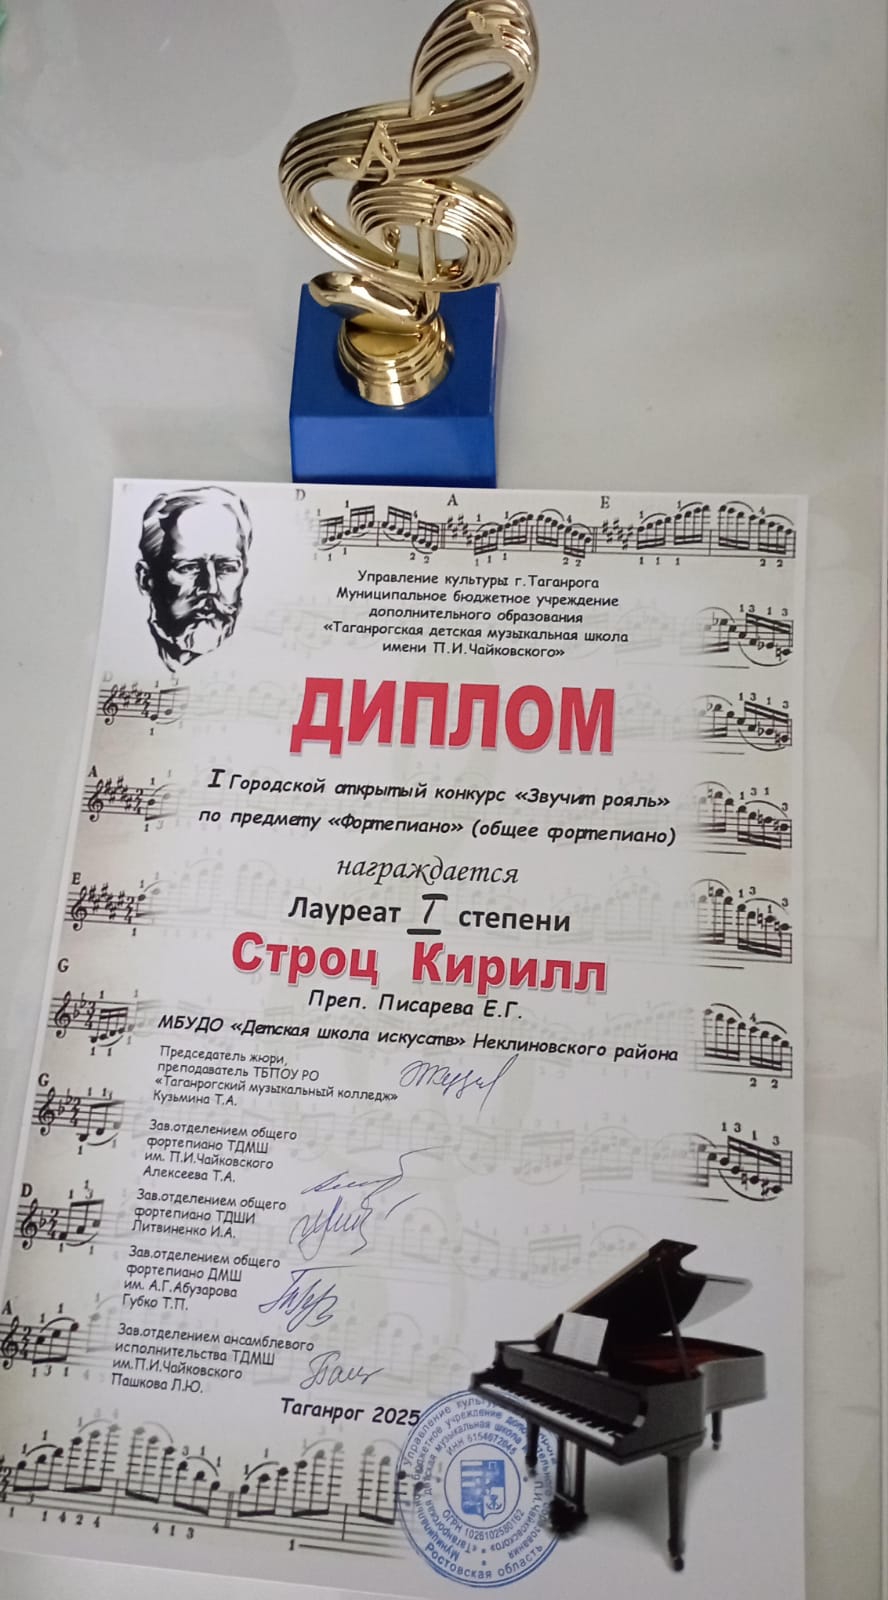 Управление культуры г.Таганрога
Муниципальное бюджетное учреждение
дополнительного образования
«Таганрогская детская музыкальная школа
имени П.И.Чайковского»
ДИПЛОМ
I Городской открытый конкурс «Звучит рояль»
по предмету «Фортепиано» (общее фортепиано)
награждается
Лауреат I степени
Строц Кирилл
Преп. Писарева Е.Г.
МБУДО «Детская школа искусств» Неклиновского района
Председатель жюри,
преподаватель ТБПОУ РО
«Таганрогский музыкальный колледж»
Кузьмина Т.А.
Зав.отделением общего
фортепиано ТДМШ
им. П.И.Чайковского
Алексеева Т.А.
Зав.отделением общего
фортепиано ТДШИ
Литвиненко И.А.
Зав.отделением общего
фортепиано ДМШ
им. А.Г.Абузарова
Губко Т.П.
Зав.отделением ансамблевого
исполнительства ТДМШ
им.П.И.Чайковского
Пашкова Л.Ю.
Таганрог 2025
Ростовская область